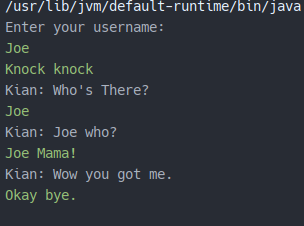 /usr/lib/jvm/default-runtime/bin/java
Enter your username:
Joe
Knock knock
Kian: Who's There?
Joe
Kian: Joe who?
Joe Mama!
Kian: Wow you got me.
Okay bye.